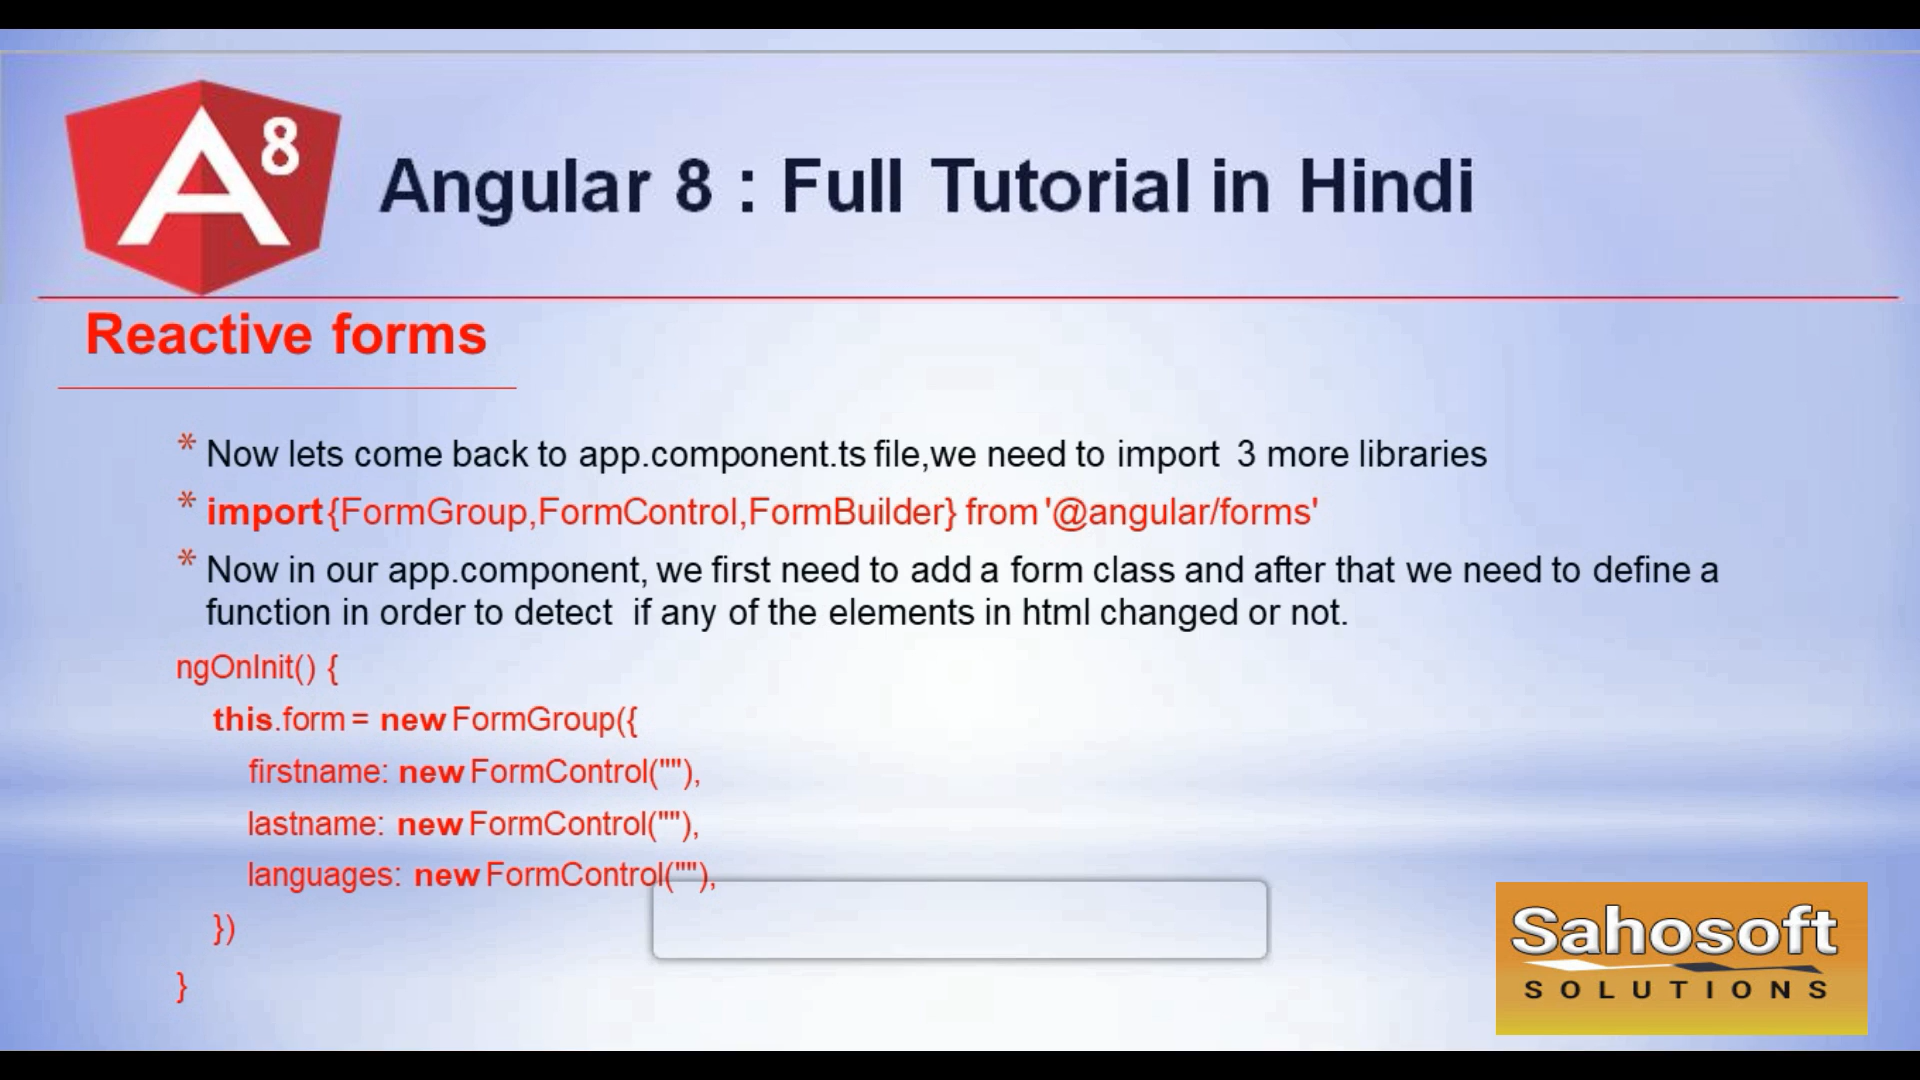 A8
Angular 8 : Full Tutorial in Hindi
Reactive forms
* Now lets come back to app.component.ts file,we need to import 3 more libraries
* import{FormGroup,FormControl,FormBuilder} from '@angular/forms'
* Now in our app.component, we first need to add a form class and after that we need to define a
function in order to detect if any of the elements in html changed or not.
ngOnInit() {
this.form = new FormGroup({
firstname: new FormControl(""),
lastname: new FormControl(""),
languages: new FormControl(""),
})
}
Sahosoft
SOLUTIONS